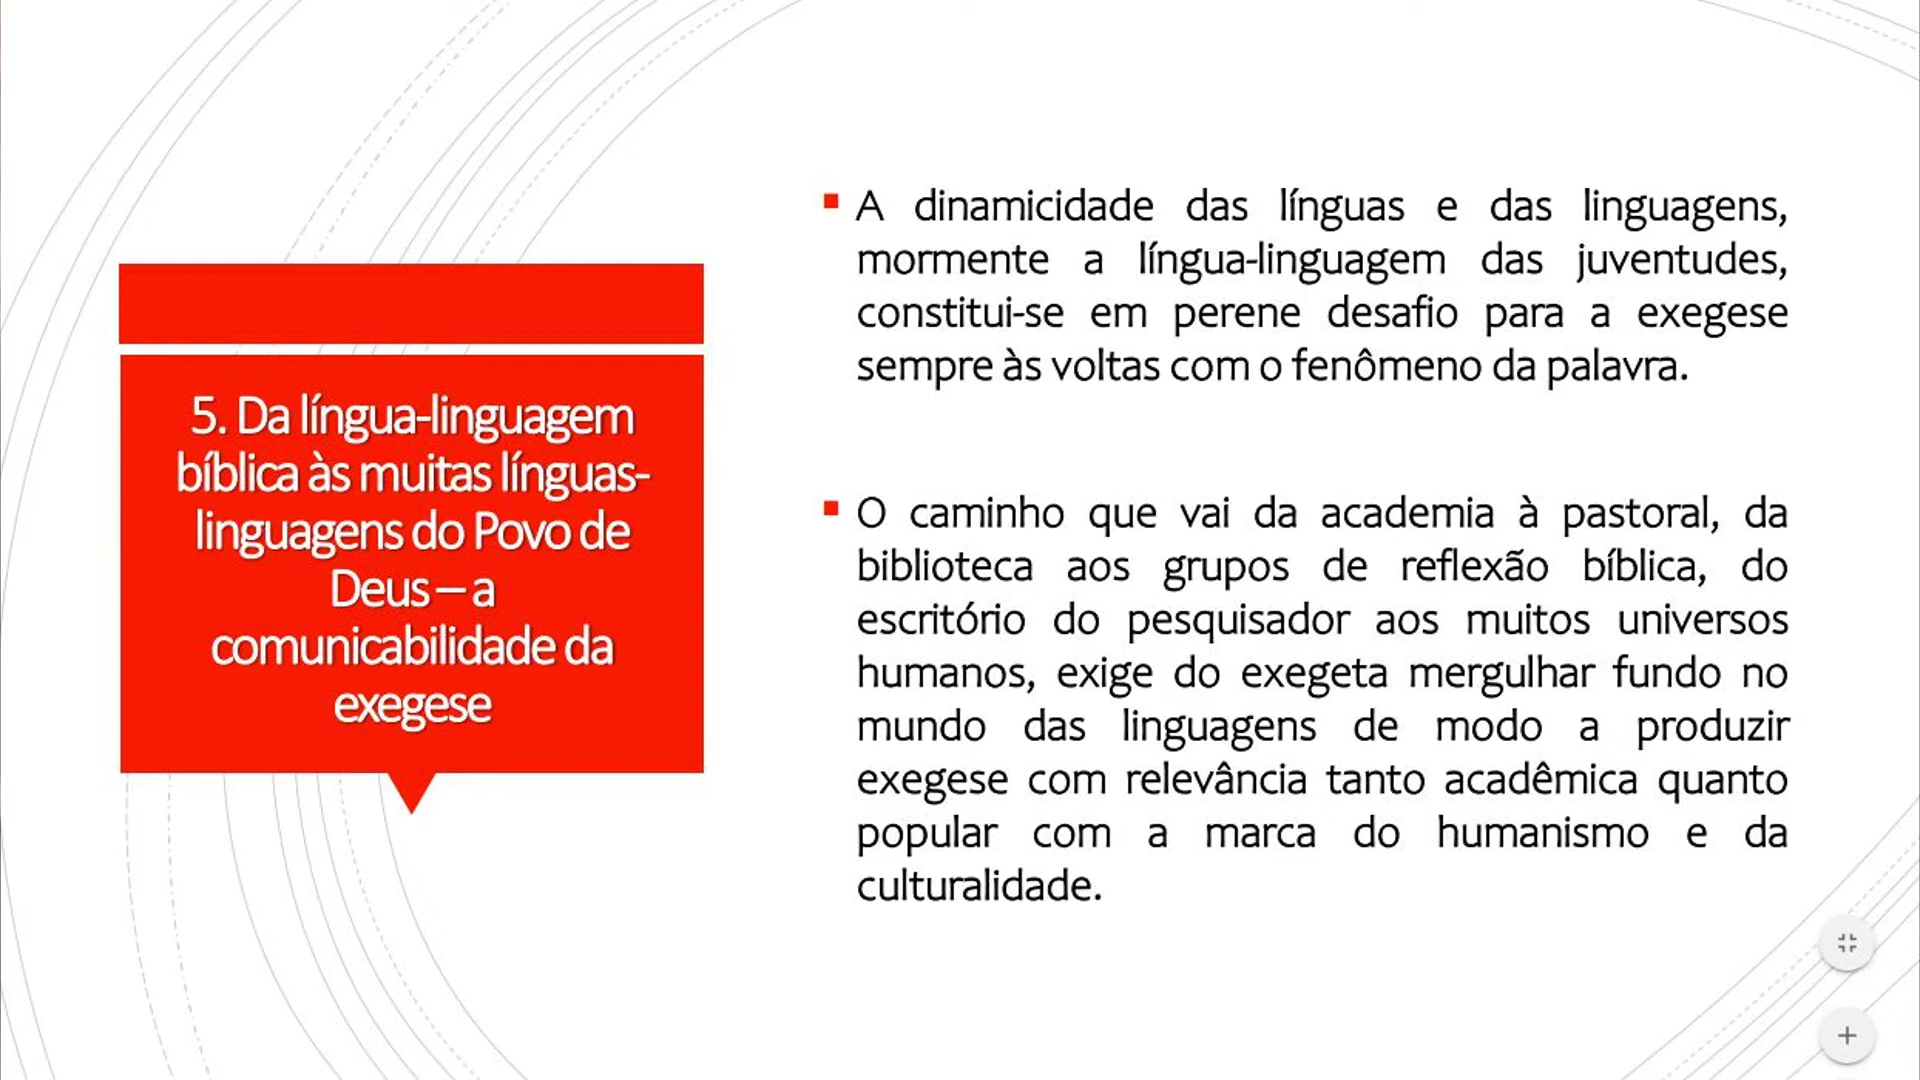 5. Da língua-linguagem
bíblica às muitas línguas-
linguagens do Povo de
Deus – a
comunicabilidade da
exegese
A dinamicidade das línguas e das linguagens,
mormente a língua-linguagem das juventudes,
constitui-se em perene desafio para a exegese
sempre às voltas com o fenômeno da palavra.
O caminho que vai da academia à pastoral, da
biblioteca aos grupos de reflexão bíblica, do
escritório do pesquisador aos muitos universos
humanos, exige do exegeta mergulhar fundo no
mundo das linguagens de modo a produzir
exegese com relevância tanto acadêmica quanto
popular com a marca do humanismo e da
culturalidade.